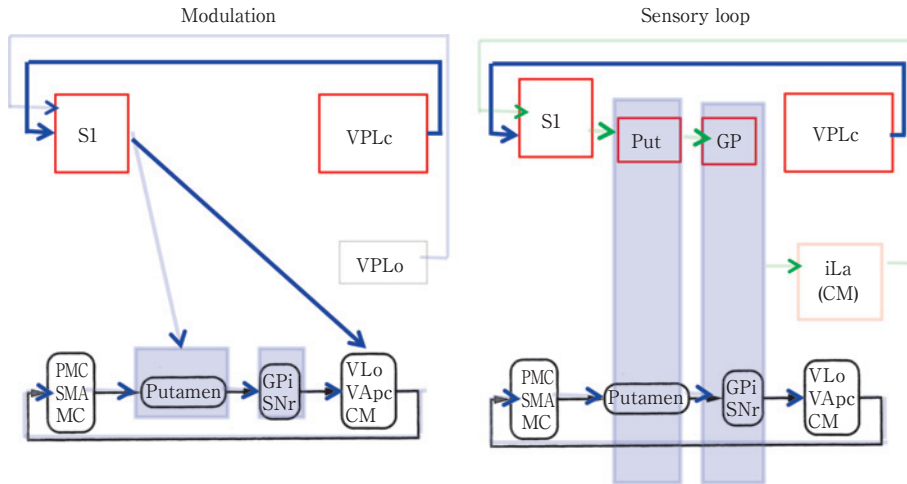 Modulation
S1
VPLc
VPLo
PMC
SMA
MC
Putamen
GPi
SNr
VLo
VApc
CM
Sensory loop
S1
Put
GP
VPLc
iLa
(CM)
PMC
SMA
MC
Putamen
GPi
SNr
VLo
VApc
CM